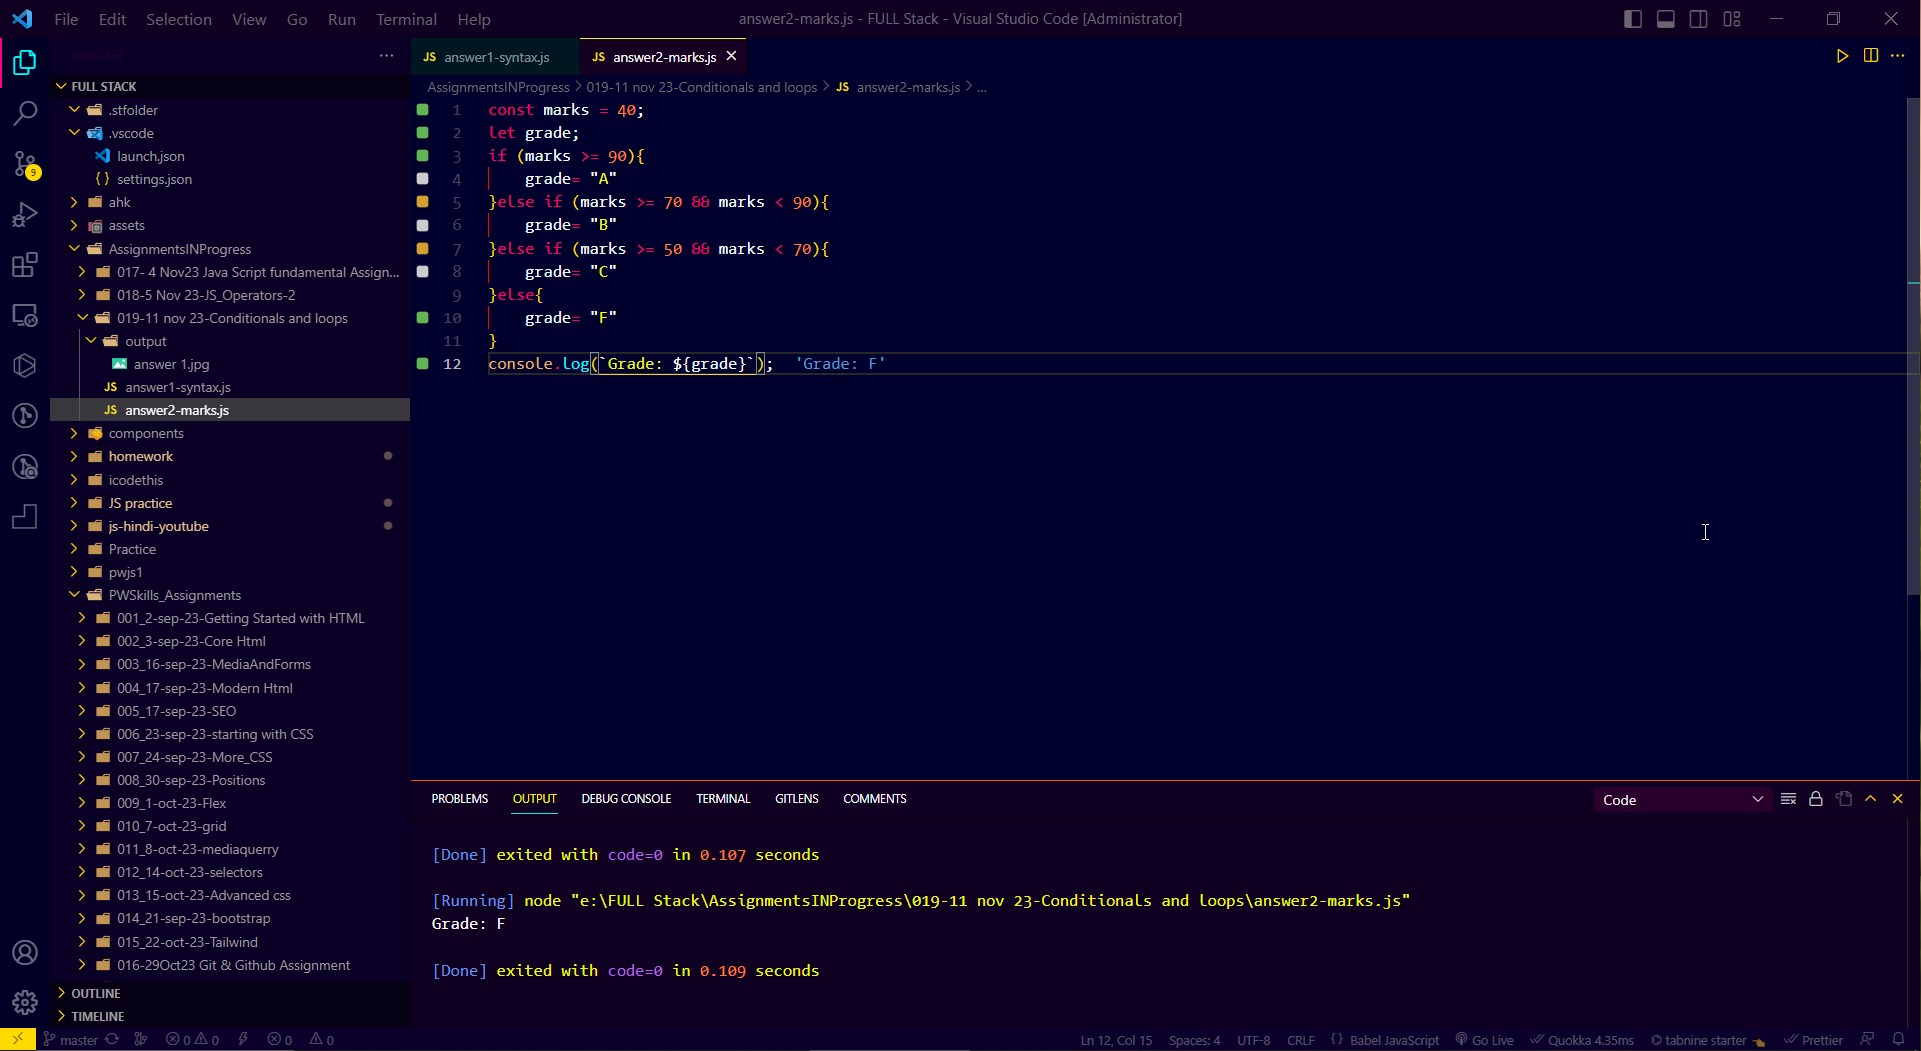 File Edit Selection View Go Run Terminal Help
answer2-marks.js - FULL Stack - Visual Studio Code [Administrator]
EXPLORER
FULL STACK
.stfolder
.vscode
launch.json
{} settings.json
ahk
assets
AssignmentsINProgress
017- 4 Nov23 Java Script fundamental Assign...
018-5 Nov 23-JS_Operators-2
019-11 nov 23-Conditionals and loops
output
answer 1.jpg
JS answer1-syntax.js
JS answer2-marks.js
components
homework
icodethis
JS practice
js-hindi-youtube
Practice
pwjs1
PWSkills_Assignments
001_2-sep-23-Getting Started with HTML
002_3-sep-23-Core Html
003_16-sep-23-MediaAndForms
004_17-sep-23-Modern Html
005_17-sep-23-SEO
006_23-sep-23-starting with CSS
007_24-sep-23-More_CSS
008_30-sep-23-Positions
009_1-oct-23-Flex
010_7-oct-23-grid
011_8-oct-23-mediaquerry
012_14-oct-23-selectors
013_15-oct-23-Advanced css
014_21-sep-23-bootstrap
015_22-oct-23-Tailwind
016-29Oct23 Git & Github Assignment
OUTLINE
TIMELINE
9
JS answer1-syntax.js
JS answer2-marks.js
AssignmentsINProgress > 019-11 nov 23-Conditionals and loops > JS answer2-marks.js > ...
1 const marks = 40;
2 let grade;
3 if (marks >= 90){
4 grade= "A"
5 }else if (marks >= 70 && marks < 90){
6 grade= "B"
7 }else if (marks >= 50 && marks < 70){
8 grade= "C"
9 }else{
10 grade= "F"
11 }
12 console.log(`Grade: ${grade}`); 'Grade: F'
PROBLEMS OUTPUT DEBUG CONSOLE TERMINAL GITLENS COMMENTS
Code
[Done] exited with code=0 in 0.107 seconds
[Running] node "e:\FULL Stack\AssignmentsINProgress\019-11 nov 23-Conditionals and loops\answer2-marks.js"
Grade: F
[Done] exited with code=0 in 0.109 seconds
master 0 0 0 0
Ln 12, Col 15 Spaces: 4 UTF-8 CRLF {} Babel JavaScript Go Live Quokka 4.35ms tabnine starter Prettier